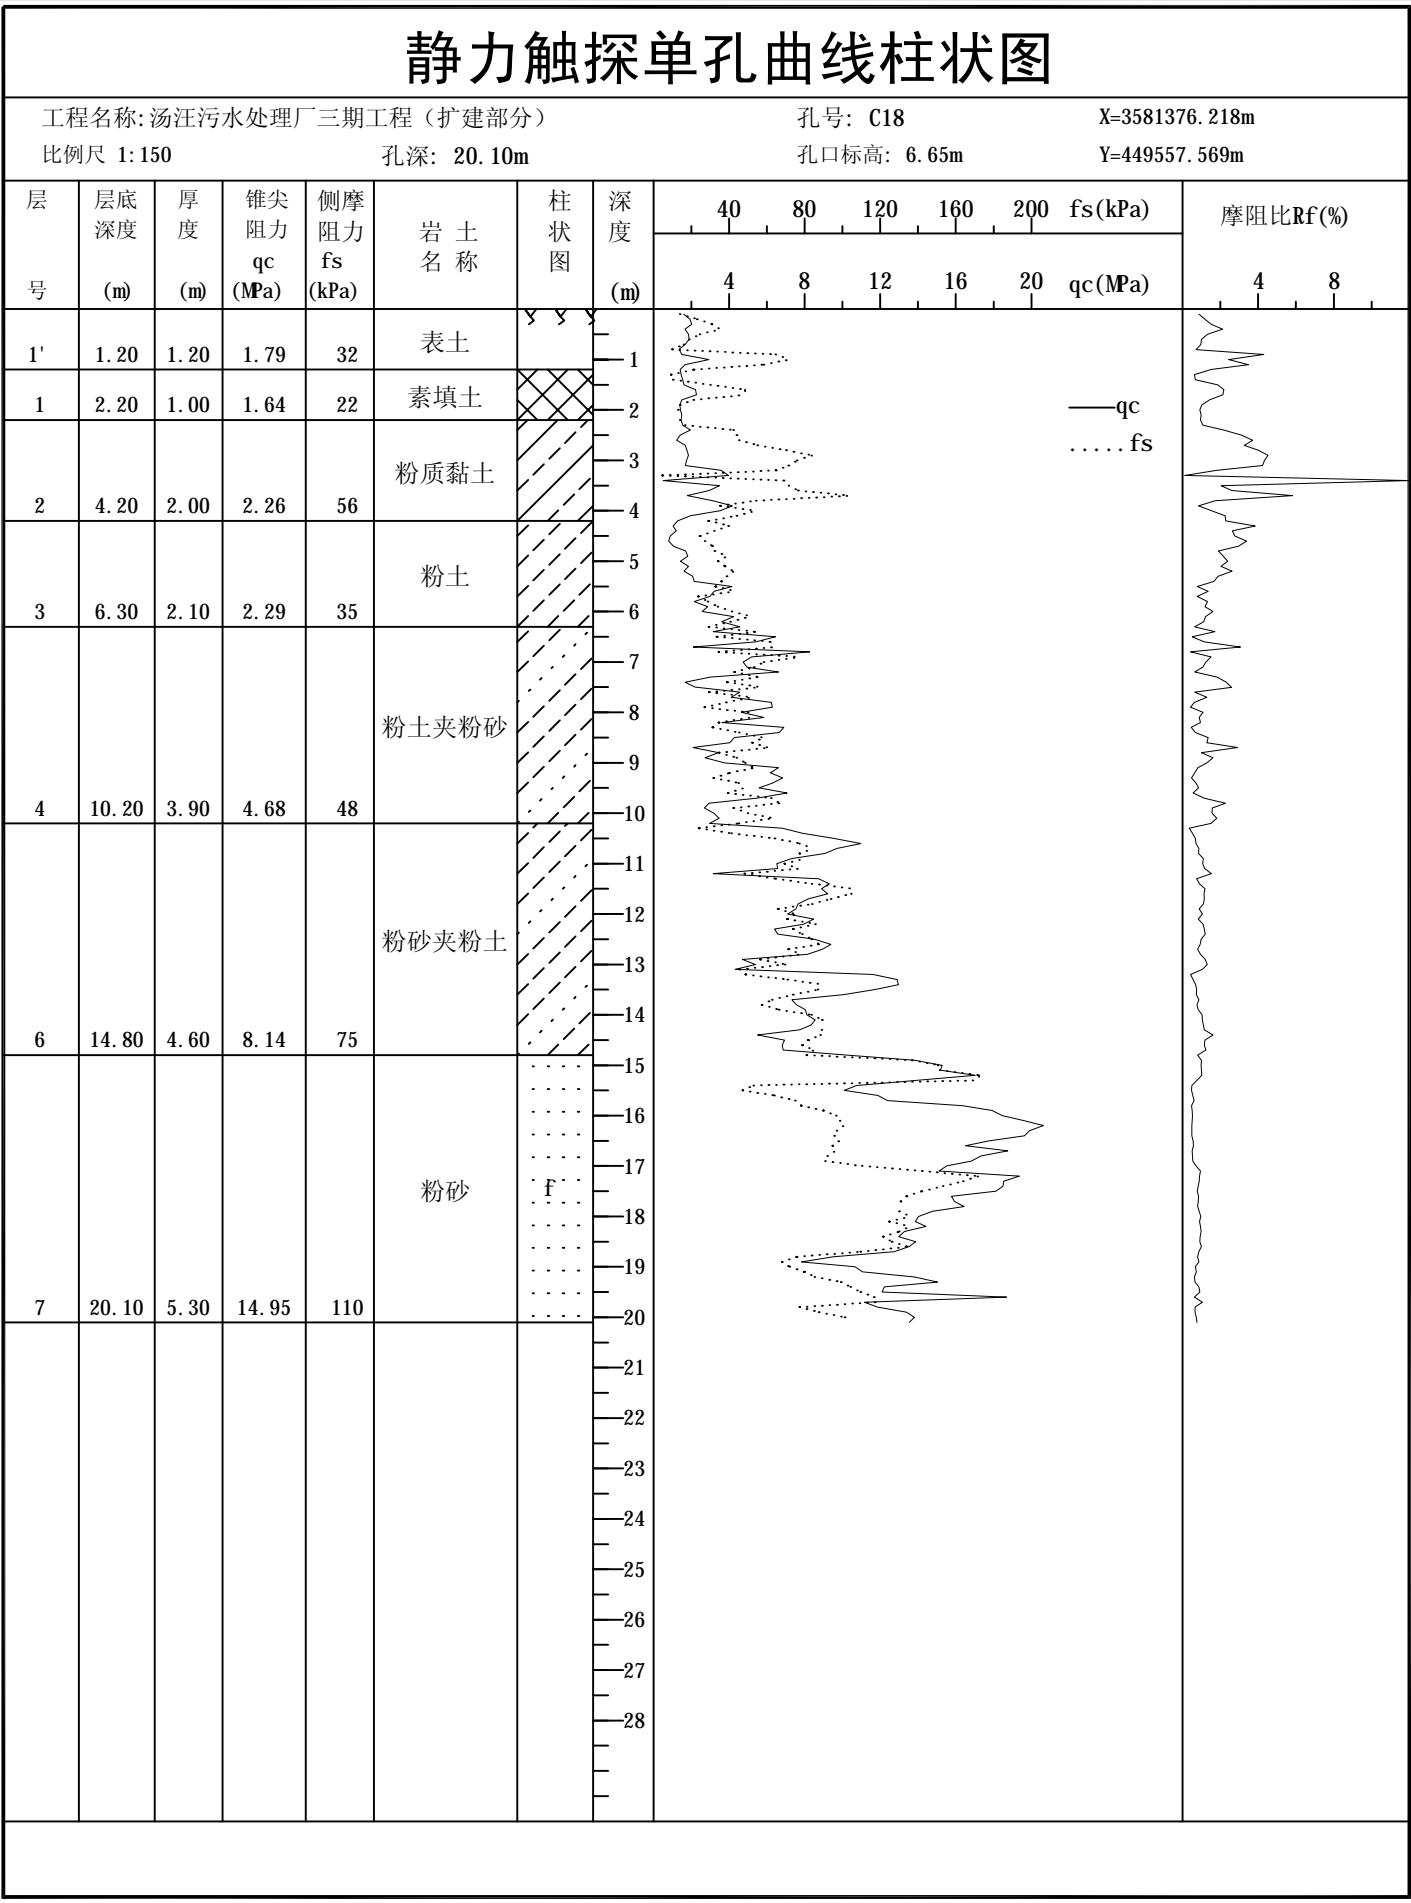 静力触探单孔曲线柱状图
工程名称:汤汪污水处理厂三期工程（扩建部分） 孔号: C18 X=3581376.218m
比例尺 1:150 孔深: 20.10m 孔口标高: 6.65m Y=449557.569m
层号 层底深度(m) 厚度(m) 锥尖阻力qc(MPa) 侧摩阻力fs(kPa) 岩土名称 柱状图 深度(m)
40 80 120 160 200 fs(kPa) 摩阻比Rf(%)
4 8 12 16 20 qc(MPa) 4 8
1' 1.20 1.20 1.79 32 表土
1 2.20 1.00 1.64 22 素填土
2 4.20 2.00 2.26 56 粉质黏土
3 6.30 2.10 2.29 35 粉土
4 10.20 3.90 4.68 48 粉土夹粉砂
6 14.80 4.60 8.14 75 粉砂夹粉土
7 20.10 5.30 14.95 110 粉砂 f
1
2
3
4
5
6
7
8
9
10
11
12
13
14
15
16
17
18
19
20
21
22
23
24
25
26
27
28
qc
.....fs